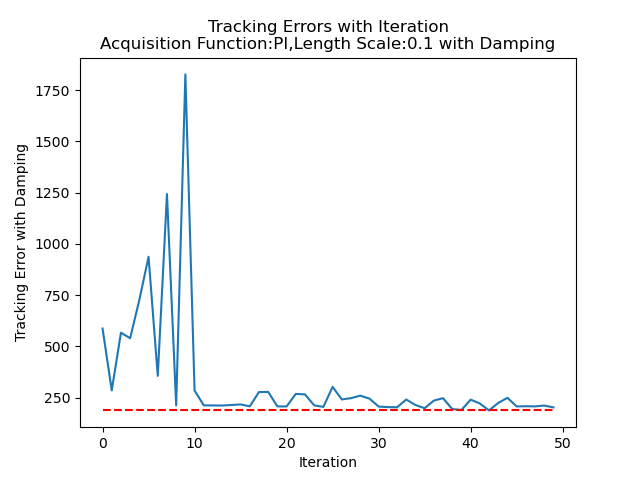 Tracking Errors with Iteration
Acquisition Function:PI,Length Scale:0.1 with Damping
1750
1500
1250
1000
750
500
250
Tracking Error with Damping
0 10 20 30 40 50
Iteration